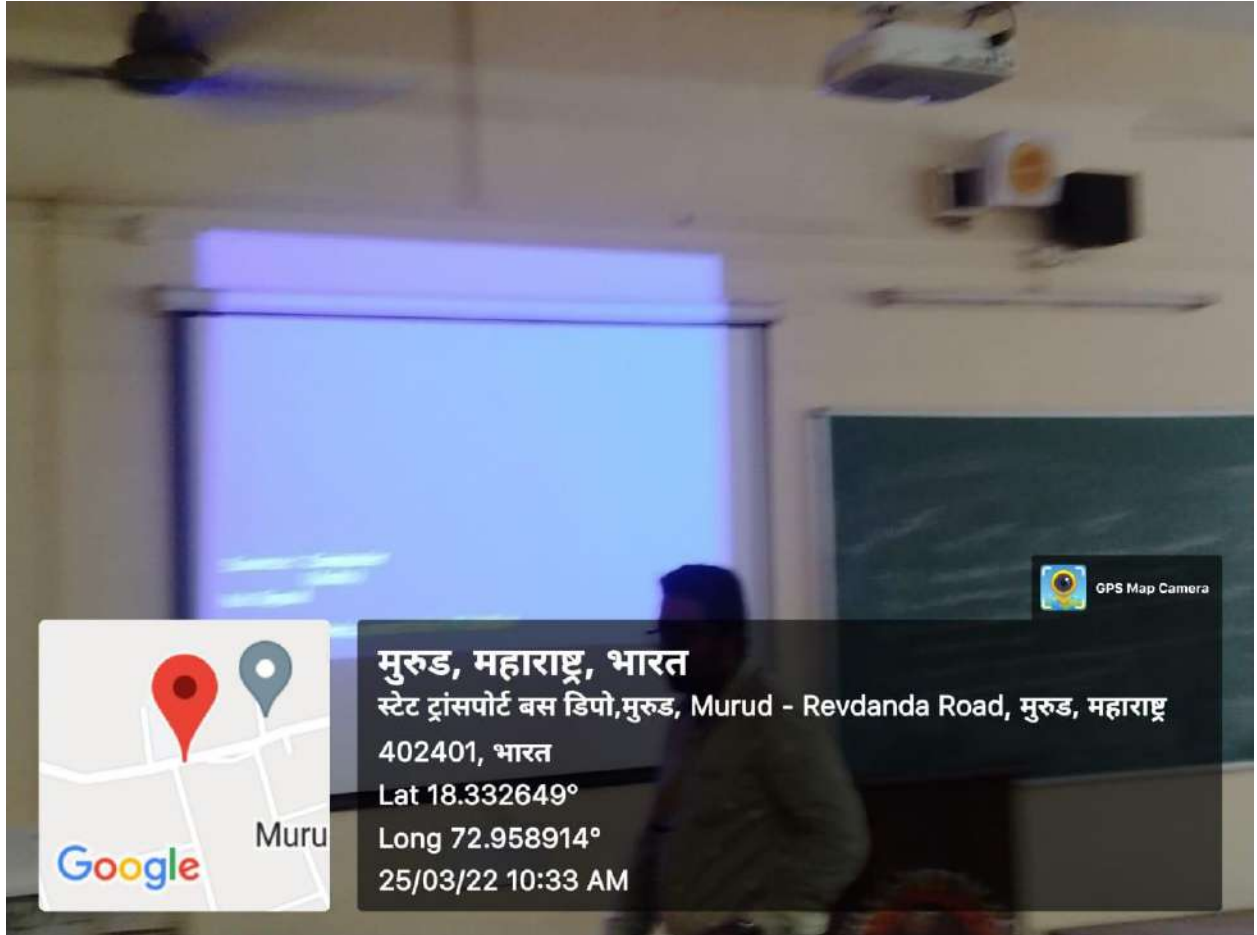 GPS Map Camera
मुरुड, महाराष्ट्र, भारत
स्टेट ट्रांसपोर्ट बस डिपो,मुरुड, Murud - Revdanda Road, मुरुड, महाराष्ट्र
402401, भारत
Lat 18.332649°
Long 72.958914°
25/03/22 10:33 AM
Muru
Google